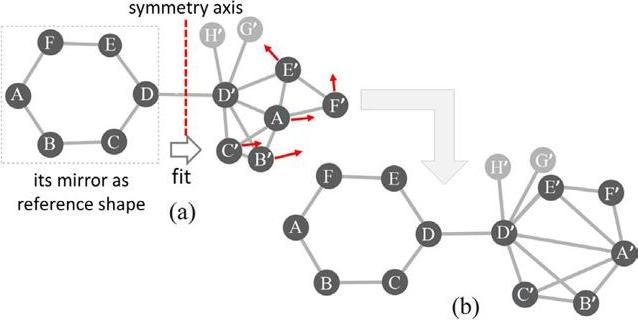 symmetry axis
H' G'
F E E'
A D D' A F'
B C C' B'
fit
its mirror as
reference shape
(a)
H' G'
F E E' F'
A D D' A'
B C C' B'
(b)